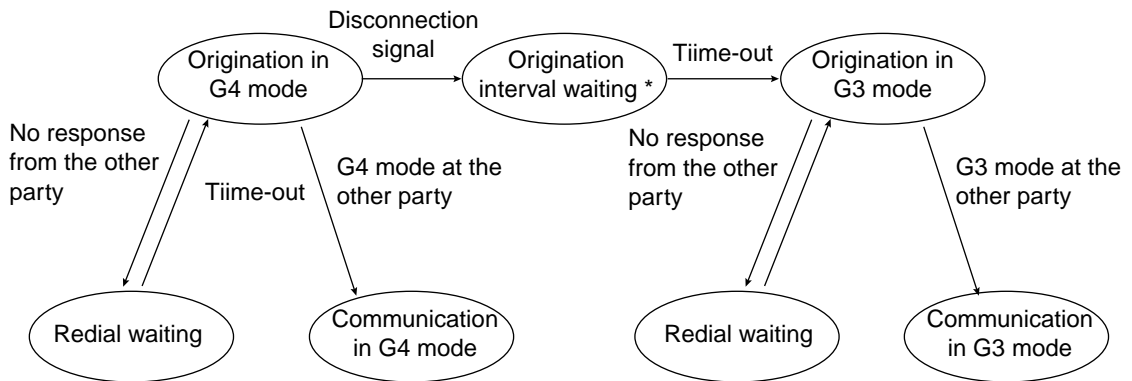 Disconnection
signal
Origination in
G4 mode
Origination
interval waiting *
Tiime-out
Origination in
G3 mode
No response
from the other
party
Tiime-out
G4 mode at the
other party
No response
from the other
party
G3 mode at the
other party
Redial waiting
Communication
in G4 mode
Redial waiting
Communication
in G3 mode